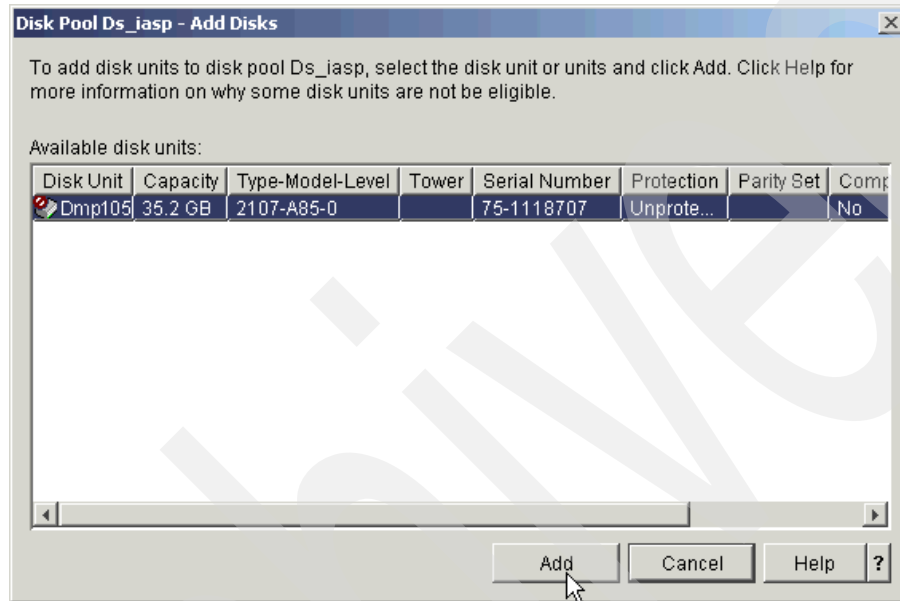 Disk Pool Ds_iasp - Add Disks
To add disk units to disk pool Ds_iasp, select the disk unit or units and click Add. Click Help for
more information on why some disk units are not be eligible.
Available disk units:
Disk Unit Capacity Type-Model-Level Tower Serial Number Protection Parity Set Comp
Dmp105 35.2 GB 2107-A85-0 75-1118707 Unprote... No
Add Cancel Help ?